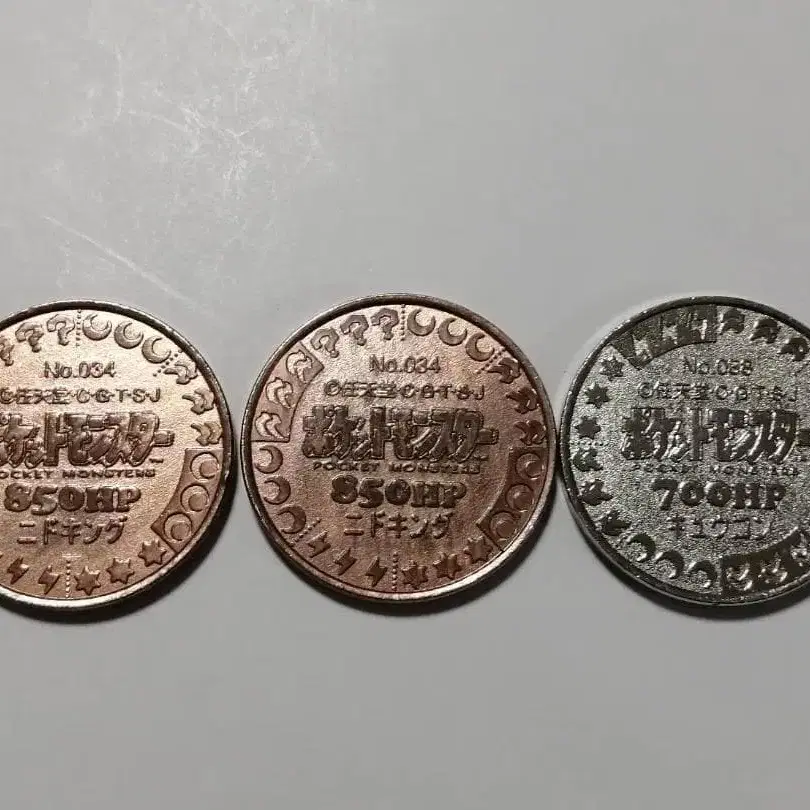 No.034
©任天堂・C・G・T・S・J
ポケットモンスター
POCKET MONSTERS
850HP
ニドキング
No.034
©任天堂・C・G・T・S・J
ポケットモンスター
POCKET MONSTERS
850HP
ニドキング
No.038
©任天堂・C・G・T・S・J
ポケットモンスター
POCKET MONSTERS
700HP
キュウコン